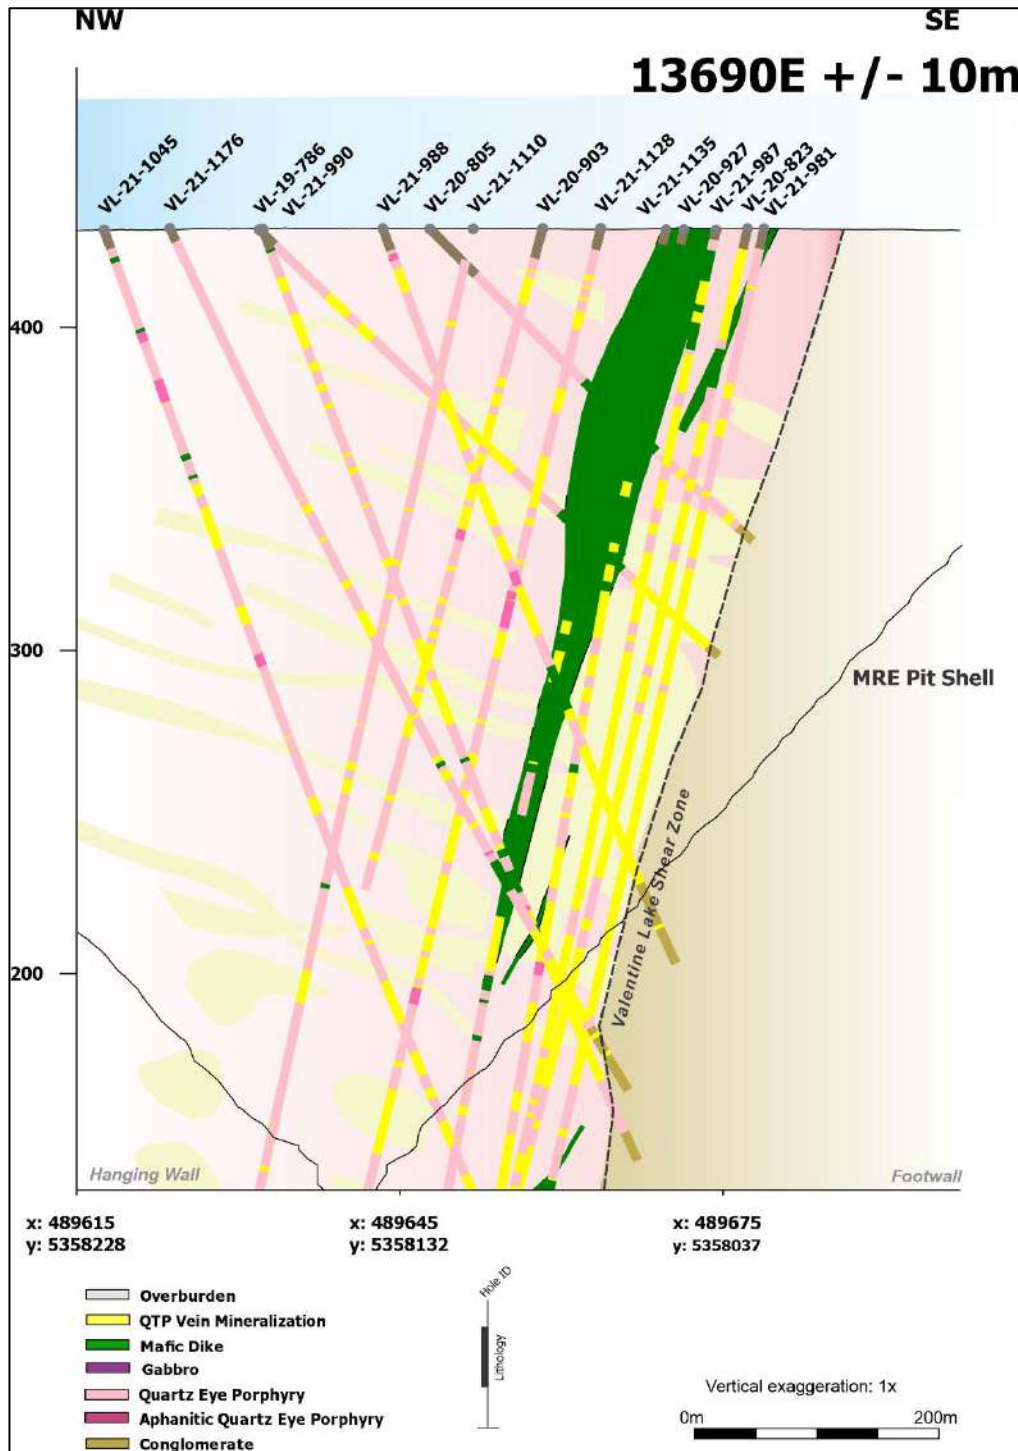 NW
SE
13690E +/- 10m
VL-21-1045
VL-21-1176
VL-19-786
VL-21-990
VL-21-988
VL-20-805
VL-21-1110
VL-20-903
VL-21-1128
VL-21-1135
VL-20-927
VL-21-987
VL-20-823
VL-21-981
400
300
MRE Pit Shell
Valentine Lake Shear Zone
200
Hanging Wall
Footwall
x: 489615
y: 5358228
x: 489645
y: 5358132
x: 489675
y: 5358037
Overburden
QTP Vein Mineralization
Mafic Dike
Gabbro
Quartz Eye Porphyry
Aphanitic Quartz Eye Porphyry
Conglomerate
Hole ID
Lithology
Vertical exaggeration: 1x
0m
200m